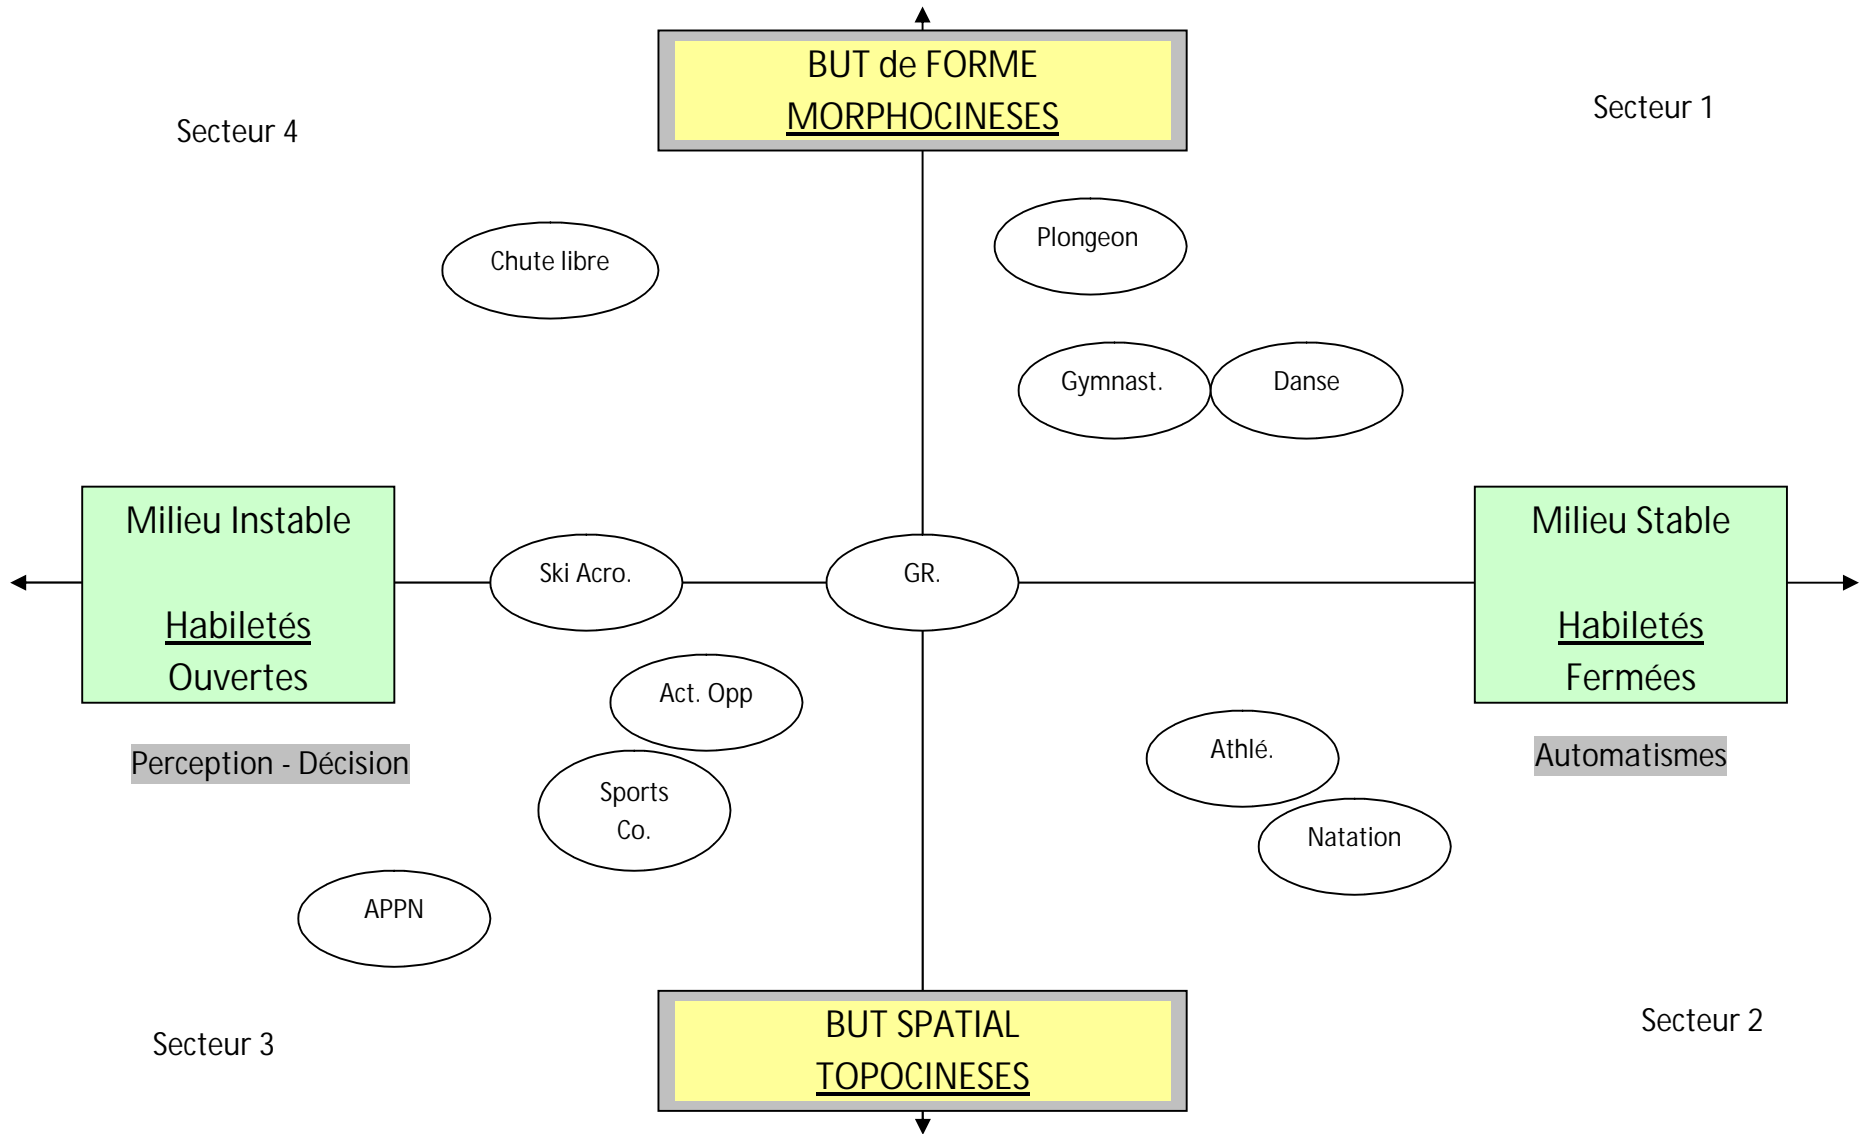 BUT de FORME
MORPHOCINESES
Secteur 4
Secteur 1
Chute libre
Plongeon
Gymnast.
Danse
Milieu Instable
Habiletés
Ouvertes
Ski Acro.
GR.
Milieu Stable
Habiletés
Fermées
Perception - Décision
Act. Opp
Sports
Co.
APPN
Athlé.
Natation
Automatismes
Secteur 3
BUT SPATIAL
TOPOCINESES
Secteur 2